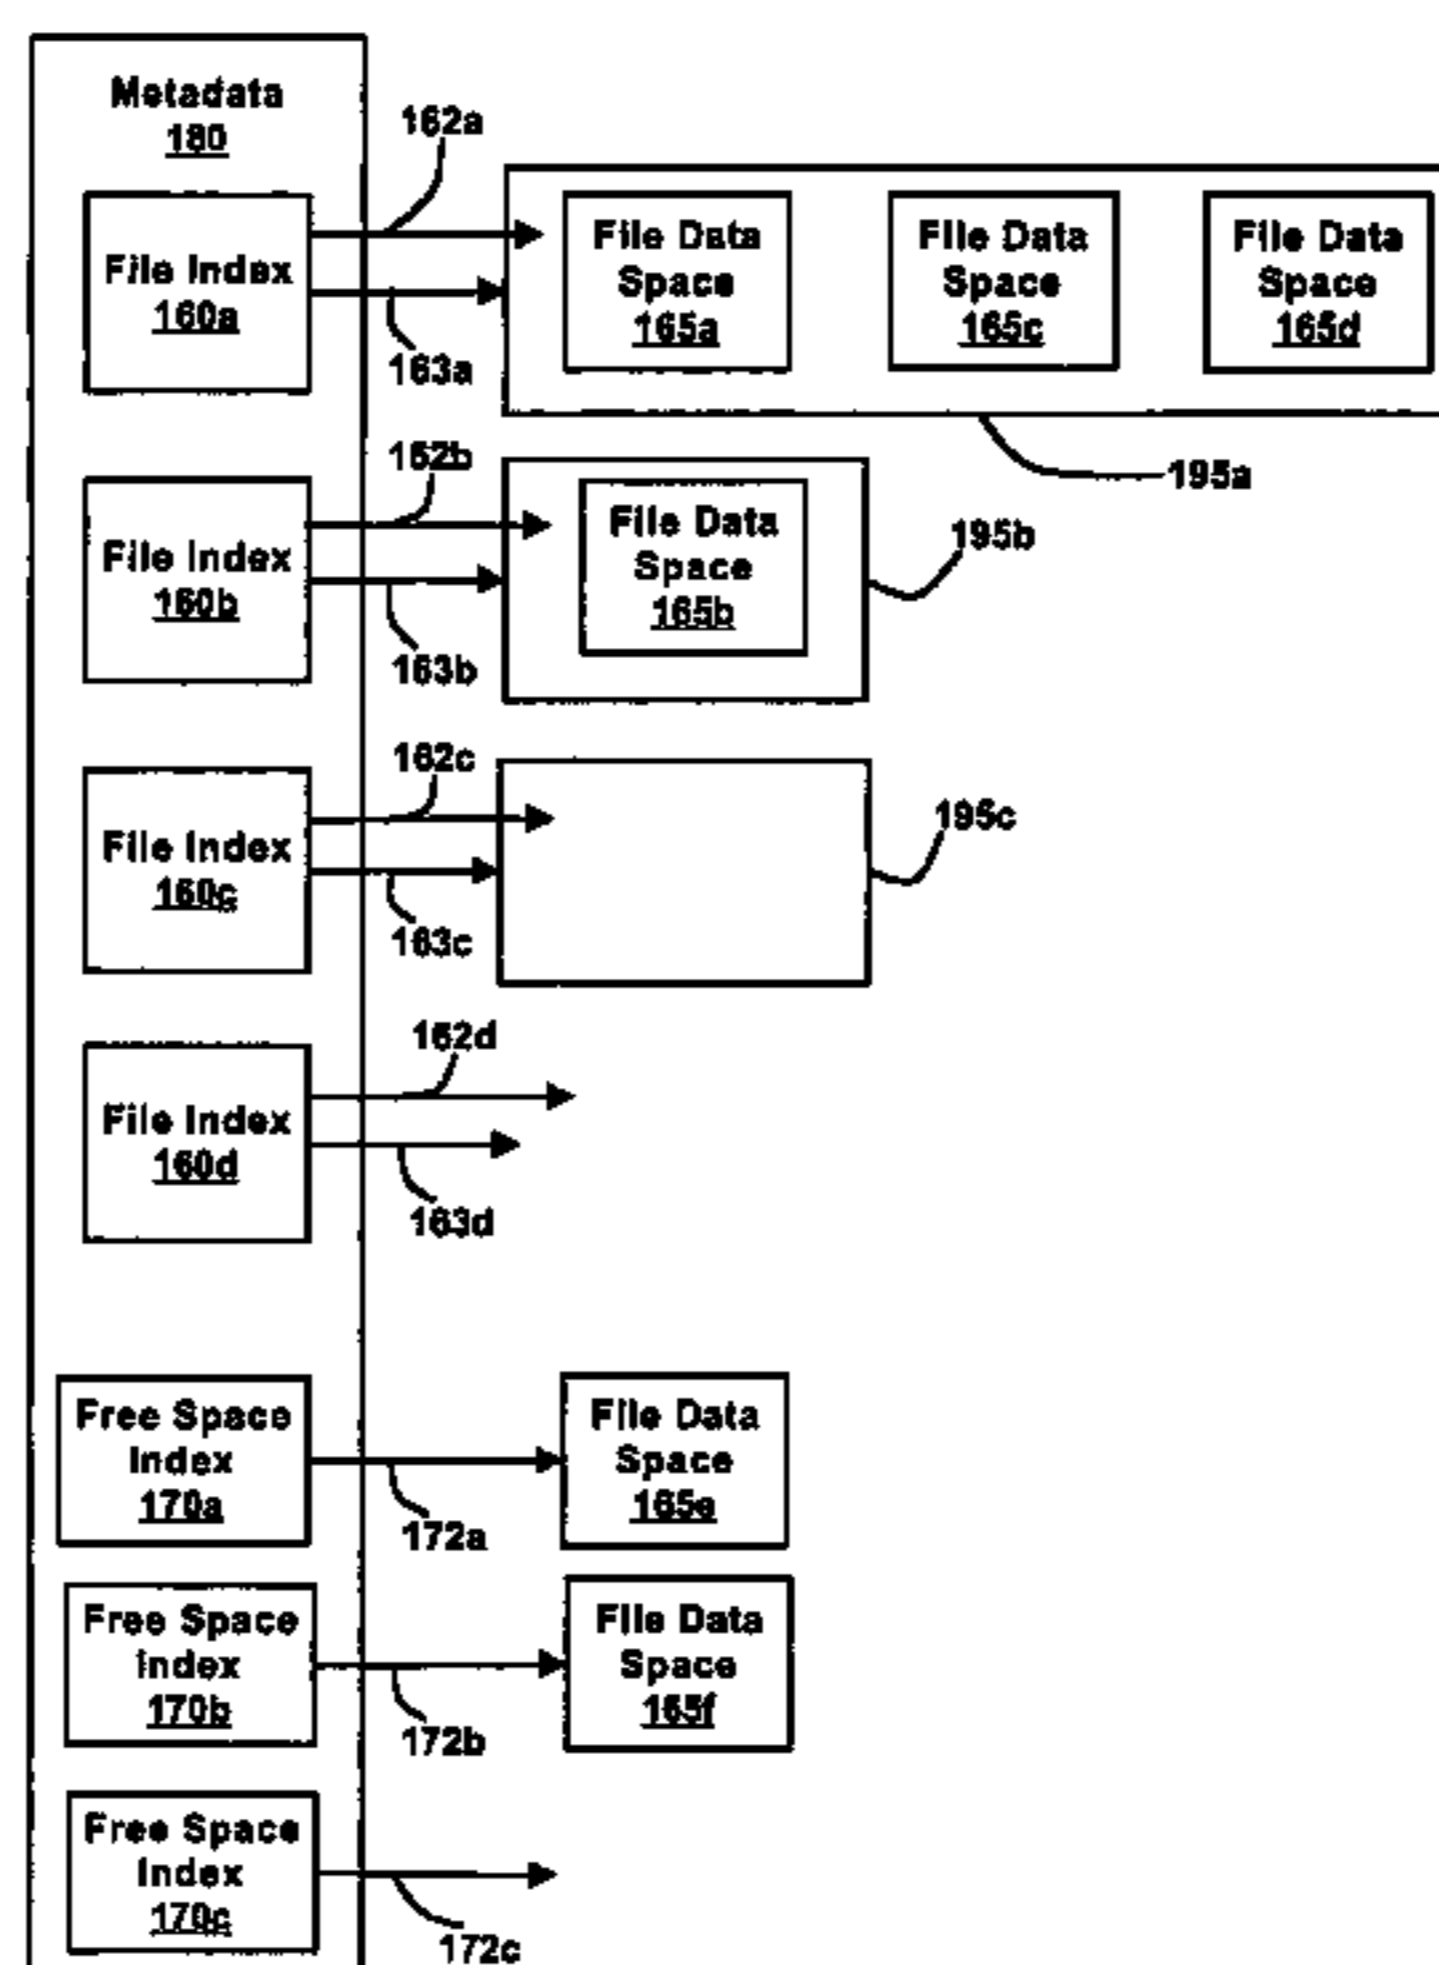 Metadata
180
162a
File Index
160a
163a
File Data
Space
165a
File Data
Space
165c
File Data
Space
165d
195a
162b
File Index
160b
163b
File Data
Space
165b
195b
162c
File Index
160c
163c
195c
162d
File Index
160d
163d
Free Space
Index
170a
172a
File Data
Space
165e
Free Space
Index
170b
172b
File Data
Space
165f
Free Space
Index
170c
172c